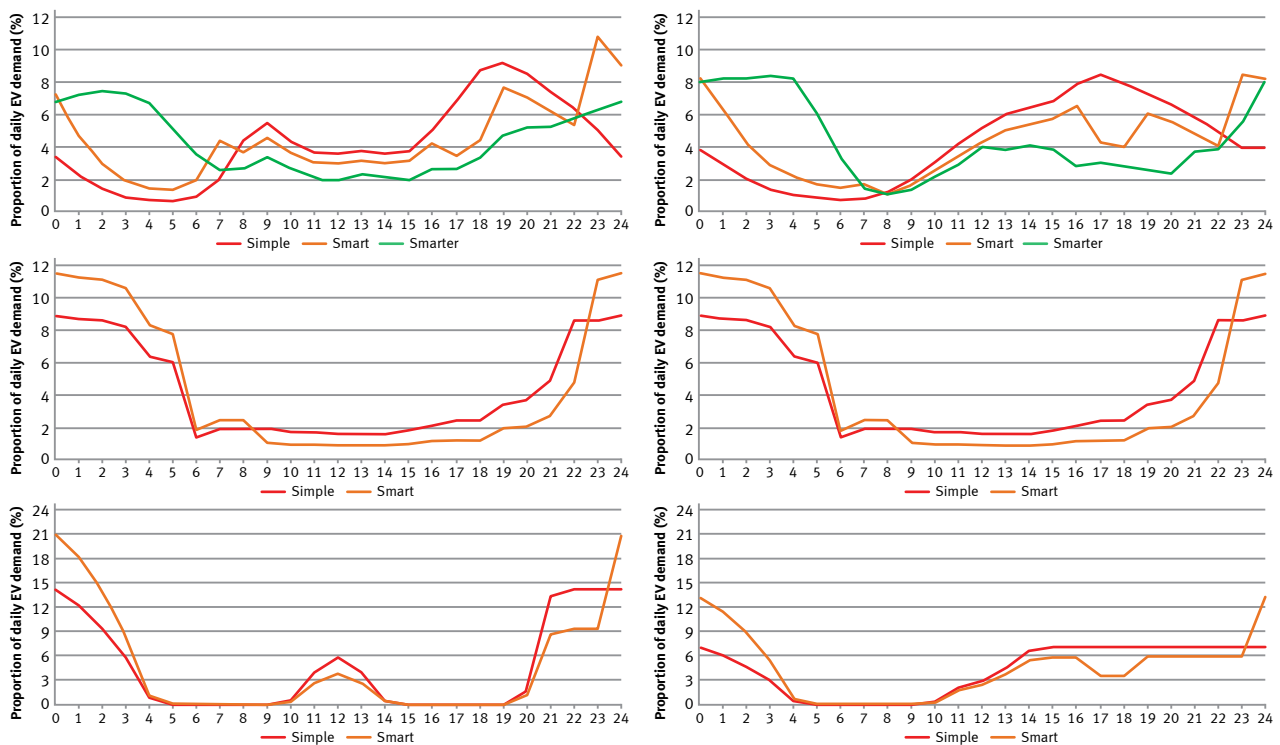 Proportion of daily EV demand (%)
12
10
8
6
4
2
0
0 1 2 3 4 5 6 7 8 9 10 11 12 13 14 15 16 17 18 19 20 21 22 23 24
Simple Smart Smarter
Proportion of daily EV demand (%)
12
10
8
6
4
2
0
0 1 2 3 4 5 6 7 8 9 10 11 12 13 14 15 16 17 18 19 20 21 22 23 24
Simple Smart Smarter
Proportion of daily EV demand (%)
12
10
8
6
4
2
0
0 1 2 3 4 5 6 7 8 9 10 11 12 13 14 15 16 17 18 19 20 21 22 23 24
Simple Smart
Proportion of daily EV demand (%)
12
10
8
6
4
2
0
0 1 2 3 4 5 6 7 8 9 10 11 12 13 14 15 16 17 18 19 20 21 22 23 24
Simple Smart
Proportion of daily EV demand (%)
24
21
18
15
12
9
6
3
0
0 1 2 3 4 5 6 7 8 9 10 11 12 13 14 15 16 17 18 19 20 21 22 23 24
Simple Smart
Proportion of daily EV demand (%)
24
21
18
15
12
9
6
3
0
0 1 2 3 4 5 6 7 8 9 10 11 12 13 14 15 16 17 18 19 20 21 22 23 24
Simple Smart